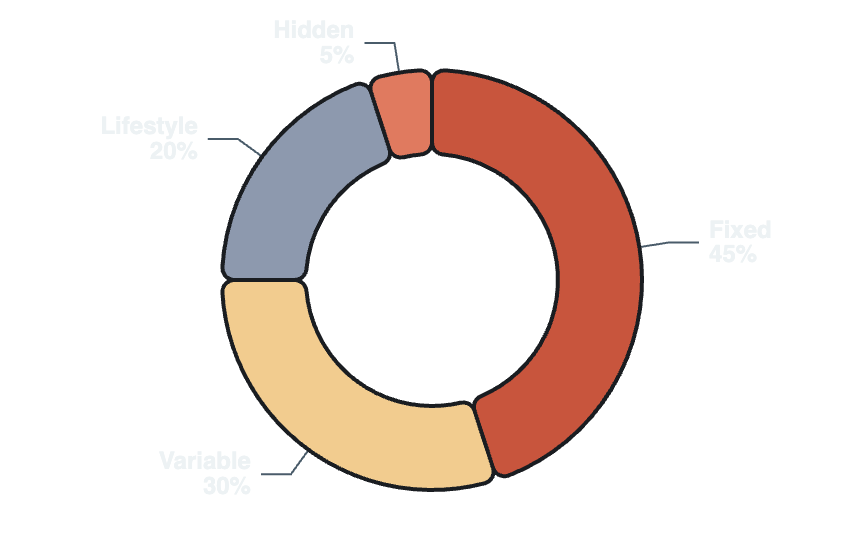 Hidden
5%
Lifestyle
20%
Fixed
45%
Variable
30%